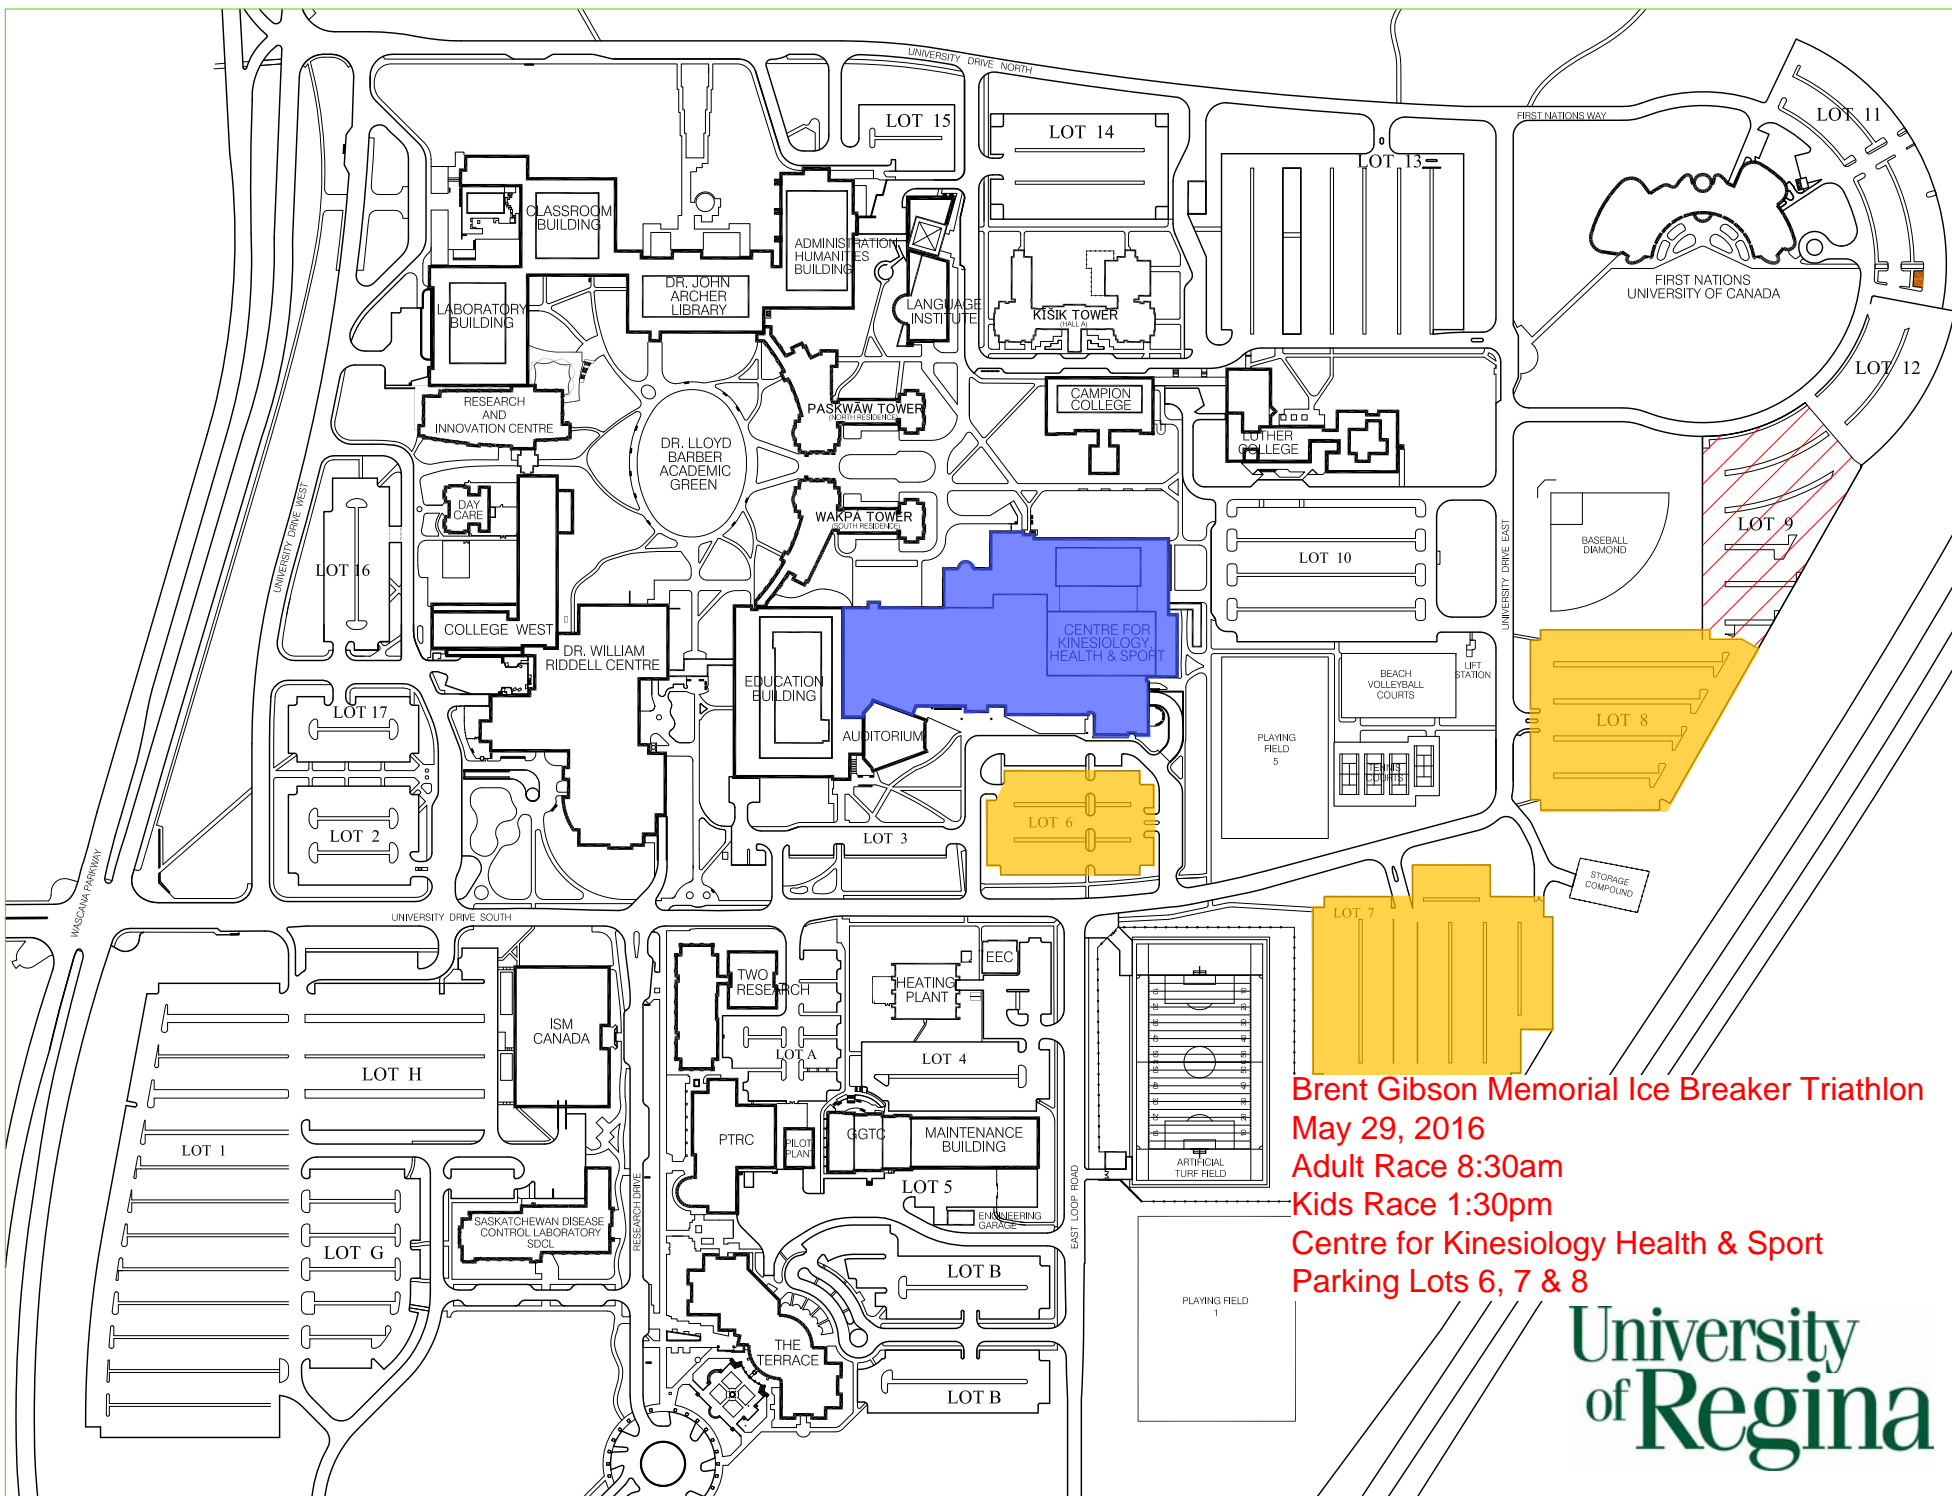 UNIVERSITY DRIVE NORTH
FIRST NATIONS WAY
LOT 11
LOT 15
LOT 14
LOT 13
CLASSROOM
BUILDING
ADMINISTRATION
HUMANITIES
BUILDING
DR. JOHN
ARCHER
LIBRARY
LABORATORY
BUILDING
LANGUAGE
INSTITUTE
KĪŠIK TOWER
(HALL A)
FIRST NATIONS
UNIVERSITY OF CANADA
LOT 12
RESEARCH
AND
INNOVATION CENTRE
PASKWĀW TOWER
(NORTH RESIDENCE)
CAMPION
COLLEGE
LUTHER
COLLEGE
DR. LLOYD
BARBER
ACADEMIC
GREEN
DAY
CARE
WAKPÁ TOWER
(SOUTH RESIDENCE)
UNIVERSITY DRIVE WEST
LOT 16
LOT 10
UNIVERSITY DRIVE EAST
BASEBALL
DIAMOND
LOT 9
COLLEGE WEST
DR. WILLIAM
RIDDELL CENTRE
CENTRE FOR
KINESIOLOGY,
HEALTH & SPORT
EDUCATION
BUILDING
AUDITORIUM
BEACH
VOLLEYBALL
COURTS
LIFT
STATION
LOT 8
LOT 17
PLAYING
FIELD
5
TENNIS
COURTS
LOT 2
LOT 3
LOT 6
WASCANA PARKWAY
UNIVERSITY DRIVE SOUTH
STORAGE
COMPOUND
LOT 7
TWO
RESEARCH
HEATING
PLANT
EEC
ISM
CANADA
LOT A
LOT 4
LOT H
LOT 1
PTRC
PILOT
PLANT
GGTC
MAINTENANCE
BUILDING
ARTIFICIAL
TURF FIELD
LOT 5
ENGINEERING
GARAGE
RESEARCH DRIVE
EAST LOOP ROAD
SASKATCHEWAN DISEASE
CONTROL LABORATORY
SDCL
LOT G
LOT B
THE
TERRACE
LOT B
PLAYING FIELD
1
Brent Gibson Memorial Ice Breaker Triathlon
May 29, 2016
Adult Race 8:30am
Kids Race 1:30pm
Centre for Kinesiology Health & Sport
Parking Lots 6, 7 & 8
University
of Regina